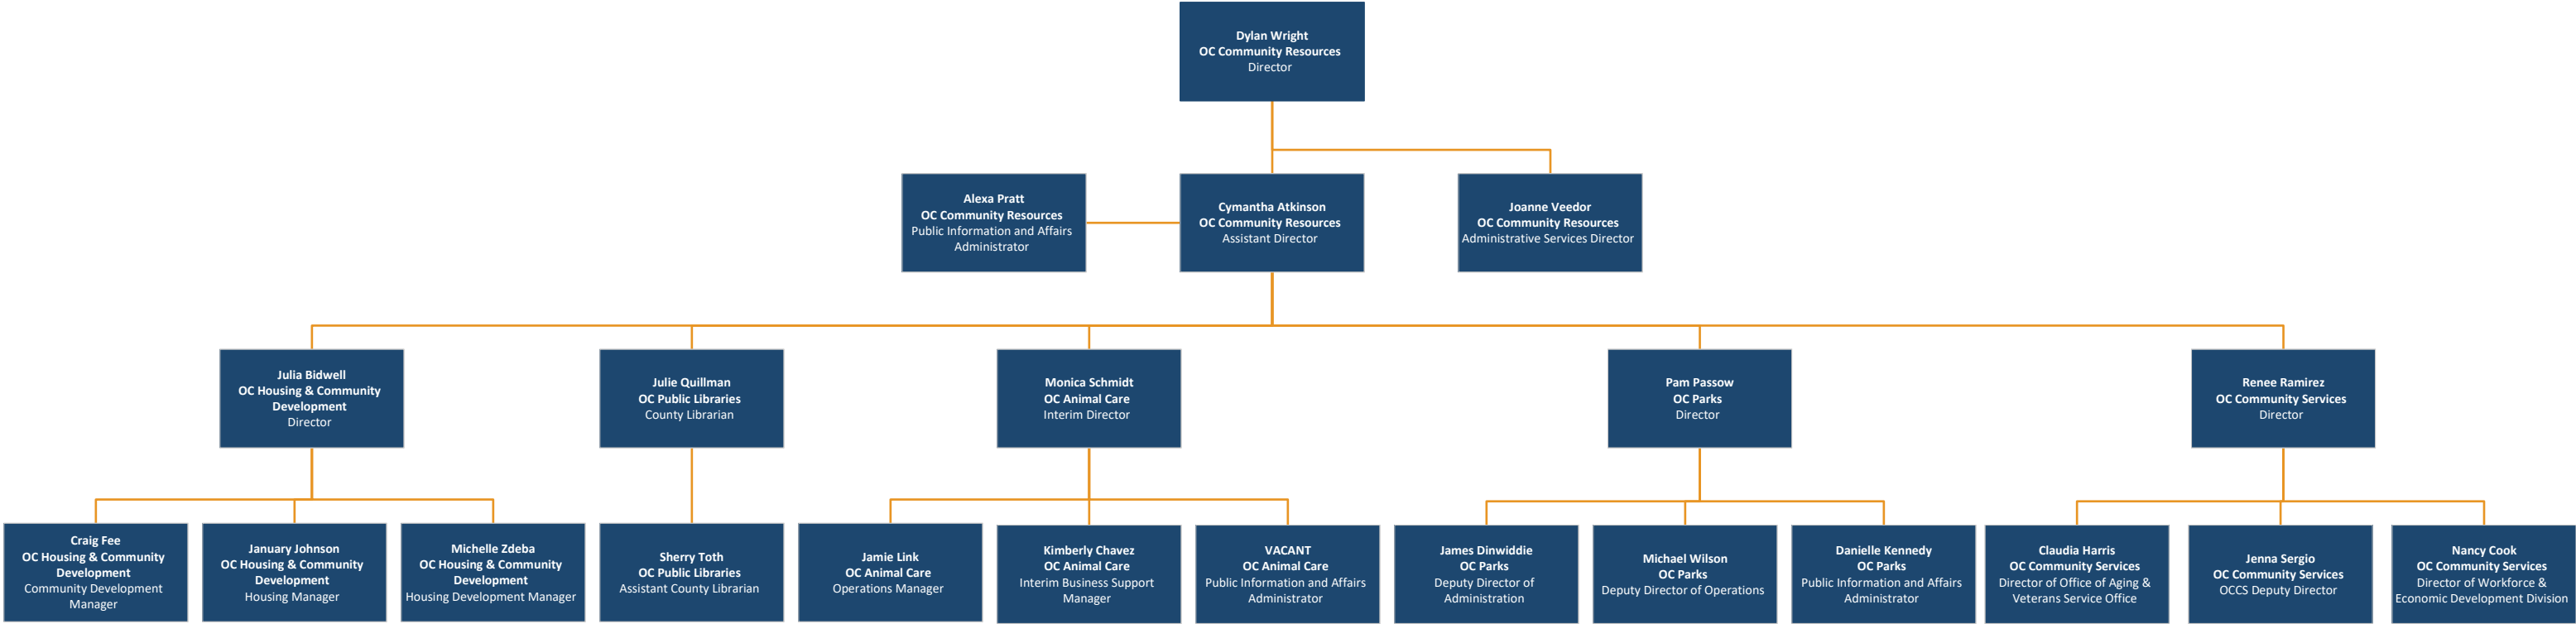 Dylan Wright
OC Community Resources
Director
Alexa Pratt
OC Community Resources
Public Information and Affairs
Administrator
Cymantha Atkinson
OC Community Resources
Assistant Director
Joanne Veedor
OC Community Resources
Administrative Services Director
Julia Bidwell
OC Housing & Community
Development
Director
Julie Quillman
OC Public Libraries
County Librarian
Monica Schmidt
OC Animal Care
Interim Director
Pam Passow
OC Parks
Director
Renee Ramirez
OC Community Services
Director
Craig Fee
OC Housing & Community
Development
Community Development
Manager
January Johnson
OC Housing & Community
Development
Housing Manager
Michelle Zdeba
OC Housing & Community
Development
Housing Development Manager
Sherry Toth
OC Public Libraries
Assistant County Librarian
Jamie Link
OC Animal Care
Operations Manager
Kimberly Chavez
OC Animal Care
Interim Business Support
Manager
VACANT
OC Animal Care
Public Information and Affairs
Administrator
James Dinwiddie
OC Parks
Deputy Director of
Administration
Michael Wilson
OC Parks
Deputy Director of Operations
Danielle Kennedy
OC Parks
Public Information and Affairs
Administrator
Claudia Harris
OC Community Services
Director of Office of Aging &
Veterans Service Office
Jenna Sergio
OC Community Services
OCCS Deputy Director
Nancy Cook
OC Community Services
Director of Workforce &
Economic Development Division